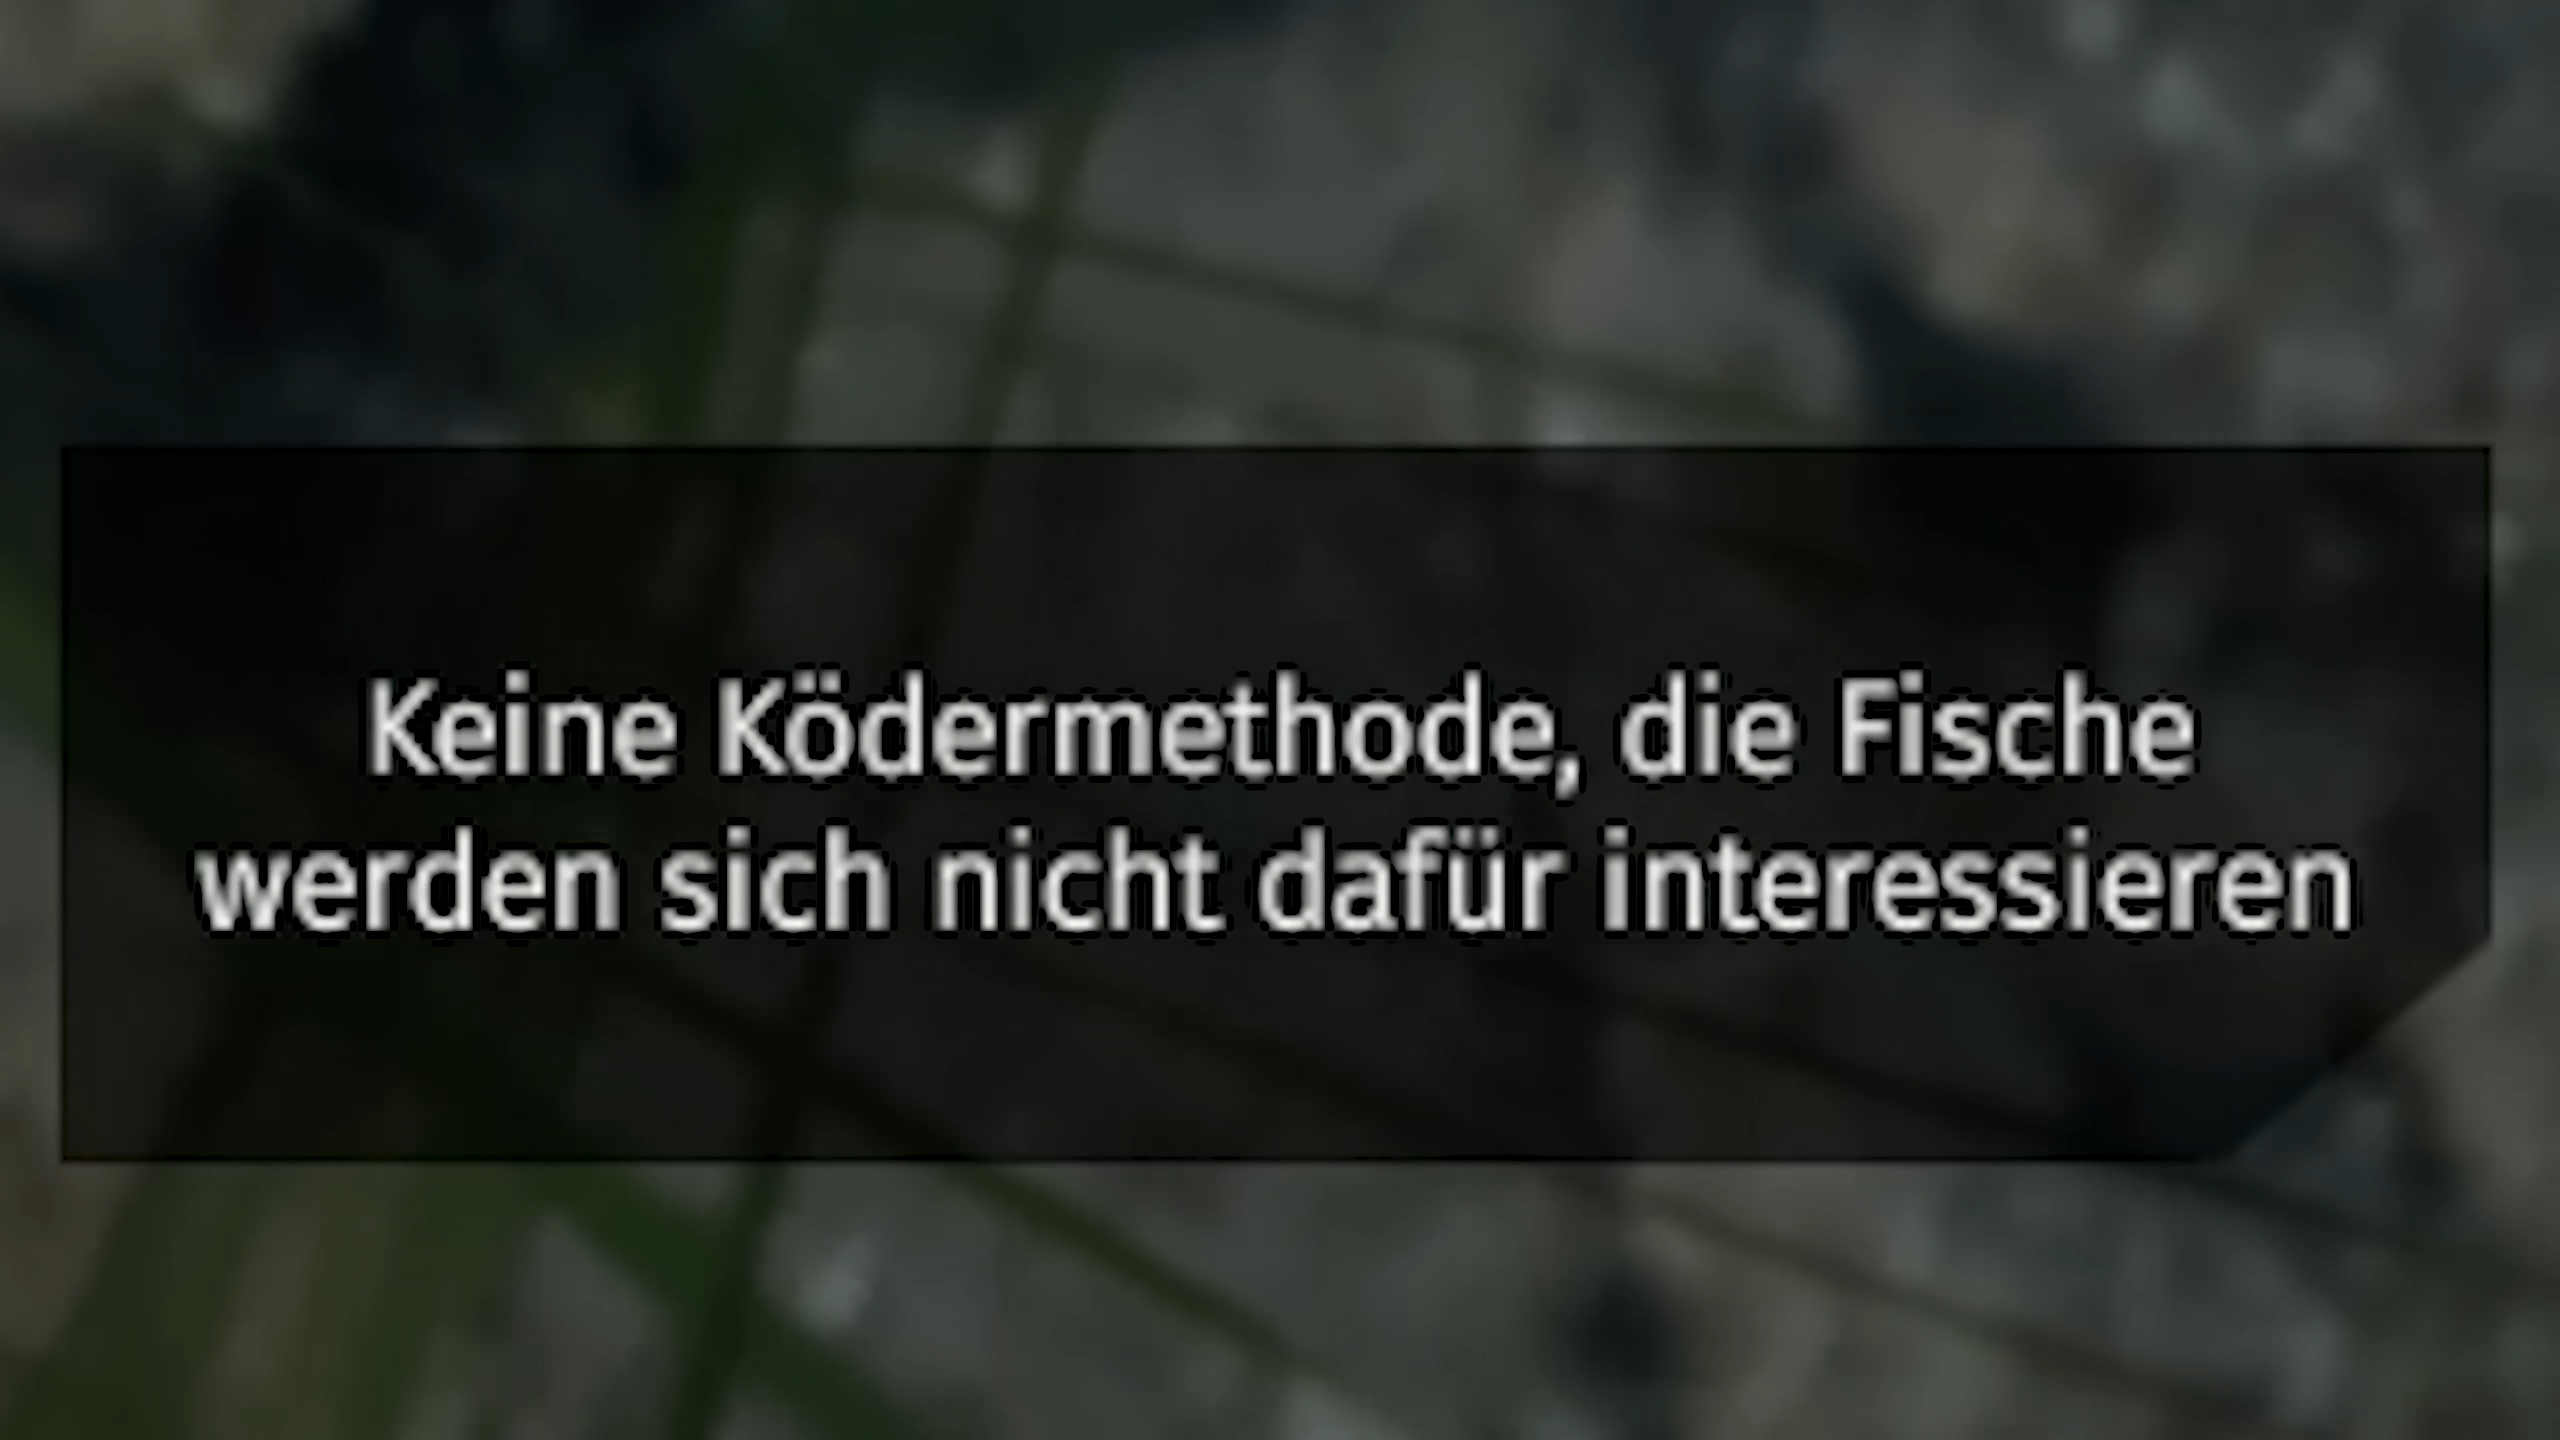 Keine Ködermethode, die Fische
werden sich nicht dafür interessieren